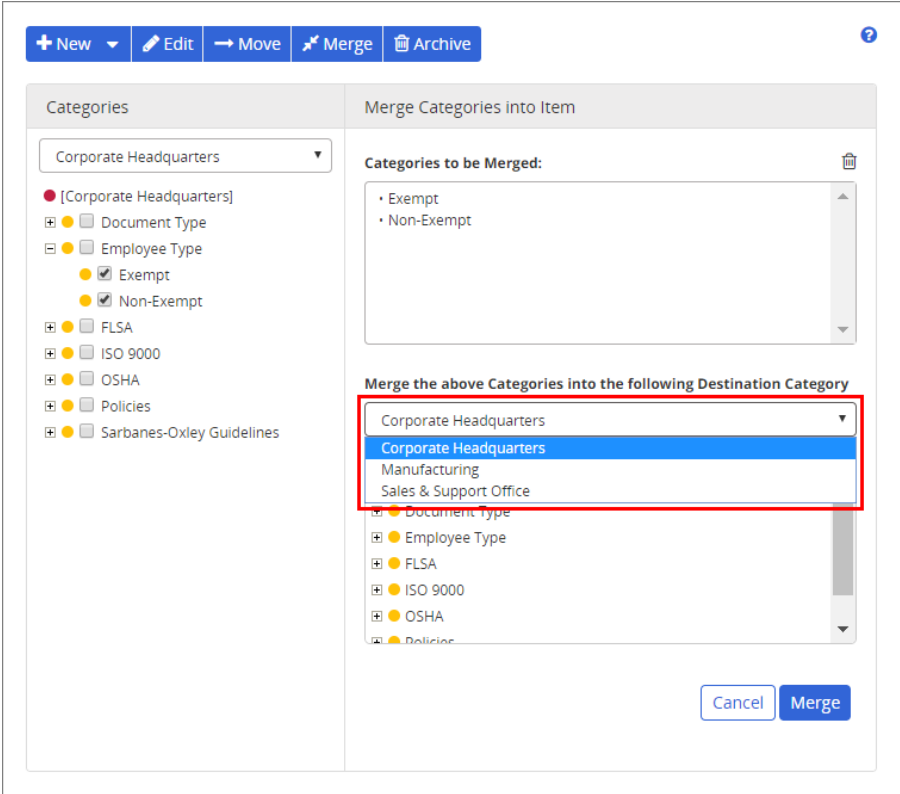 New Edit Move Merge Archive
Categories
Corporate Headquarters
[Corporate Headquarters]
Document Type
Employee Type
Exempt
Non-Exempt
FLSA
ISO 9000
OSHA
Policies
Sarbanes-Oxley Guidelines
Merge Categories into Item
Categories to be Merged:
• Exempt
• Non-Exempt
Merge the above Categories into the following Destination Category
Corporate Headquarters
Corporate Headquarters
Manufacturing
Sales & Support Office
Document Type
Employee Type
FLSA
ISO 9000
OSHA
Policies
Cancel Merge